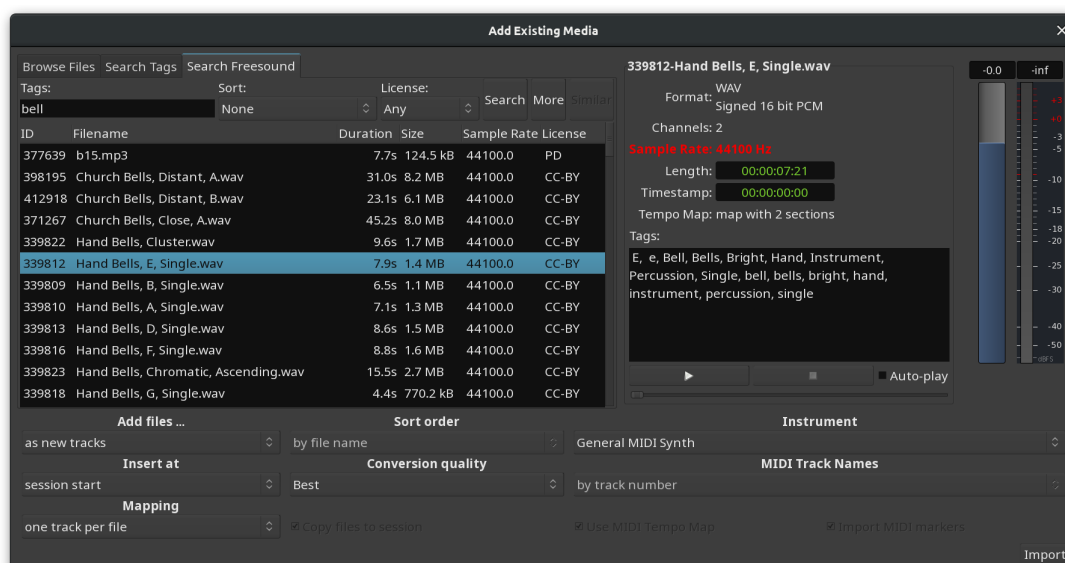 Add Existing Media
Browse Files Search Tags Search Freesound
Tags: Sort: License:
bell None Any Search More Similar
ID Filename Duration Size Sample Rate License
377639 b15.mp3 7.7s 124.5 kB 44100.0 PD
398195 Church Bells, Distant, A.wav 31.0s 8.2 MB 44100.0 CC-BY
412918 Church Bells, Distant, B.wav 23.1s 6.1 MB 44100.0 CC-BY
371267 Church Bells, Close, A.wav 45.2s 8.0 MB 44100.0 CC-BY
339822 Hand Bells, Cluster.wav 9.6s 1.7 MB 44100.0 CC-BY
339812 Hand Bells, E, Single.wav 7.9s 1.4 MB 44100.0 CC-BY
339809 Hand Bells, B, Single.wav 6.5s 1.1 MB 44100.0 CC-BY
339810 Hand Bells, A, Single.wav 7.1s 1.3 MB 44100.0 CC-BY
339813 Hand Bells, D, Single.wav 8.6s 1.5 MB 44100.0 CC-BY
339816 Hand Bells, F, Single.wav 8.8s 1.6 MB 44100.0 CC-BY
339823 Hand Bells, Chromatic, Ascending.wav 15.5s 2.7 MB 44100.0 CC-BY
339818 Hand Bells, G, Single.wav 4.4s 770.2 kB 44100.0 CC-BY
339812-Hand Bells, E, Single.wav
Format: WAV
Signed 16 bit PCM
Channels: 2
Sample Rate: 44100 Hz
Length: 00:00:07:21
Timestamp: 00:00:00:00
Tempo Map: map with 2 sections
Tags:
E, e, Bell, Bells, Bright, Hand, Instrument,
Percussion, Single, bell, bells, bright, hand,
instrument, percussion, single
Auto-play
-0.0 -inf
+3
+0
-3
-5
-10
-15
-18
-20
-25
-30
-40
-50
dBFS
Add files ... Sort order Instrument
as new tracks by file name General MIDI Synth
Insert at Conversion quality MIDI Track Names
session start Best by track number
Mapping
one track per file Copy files to session Use MIDI Tempo Map Import MIDI markers
Import